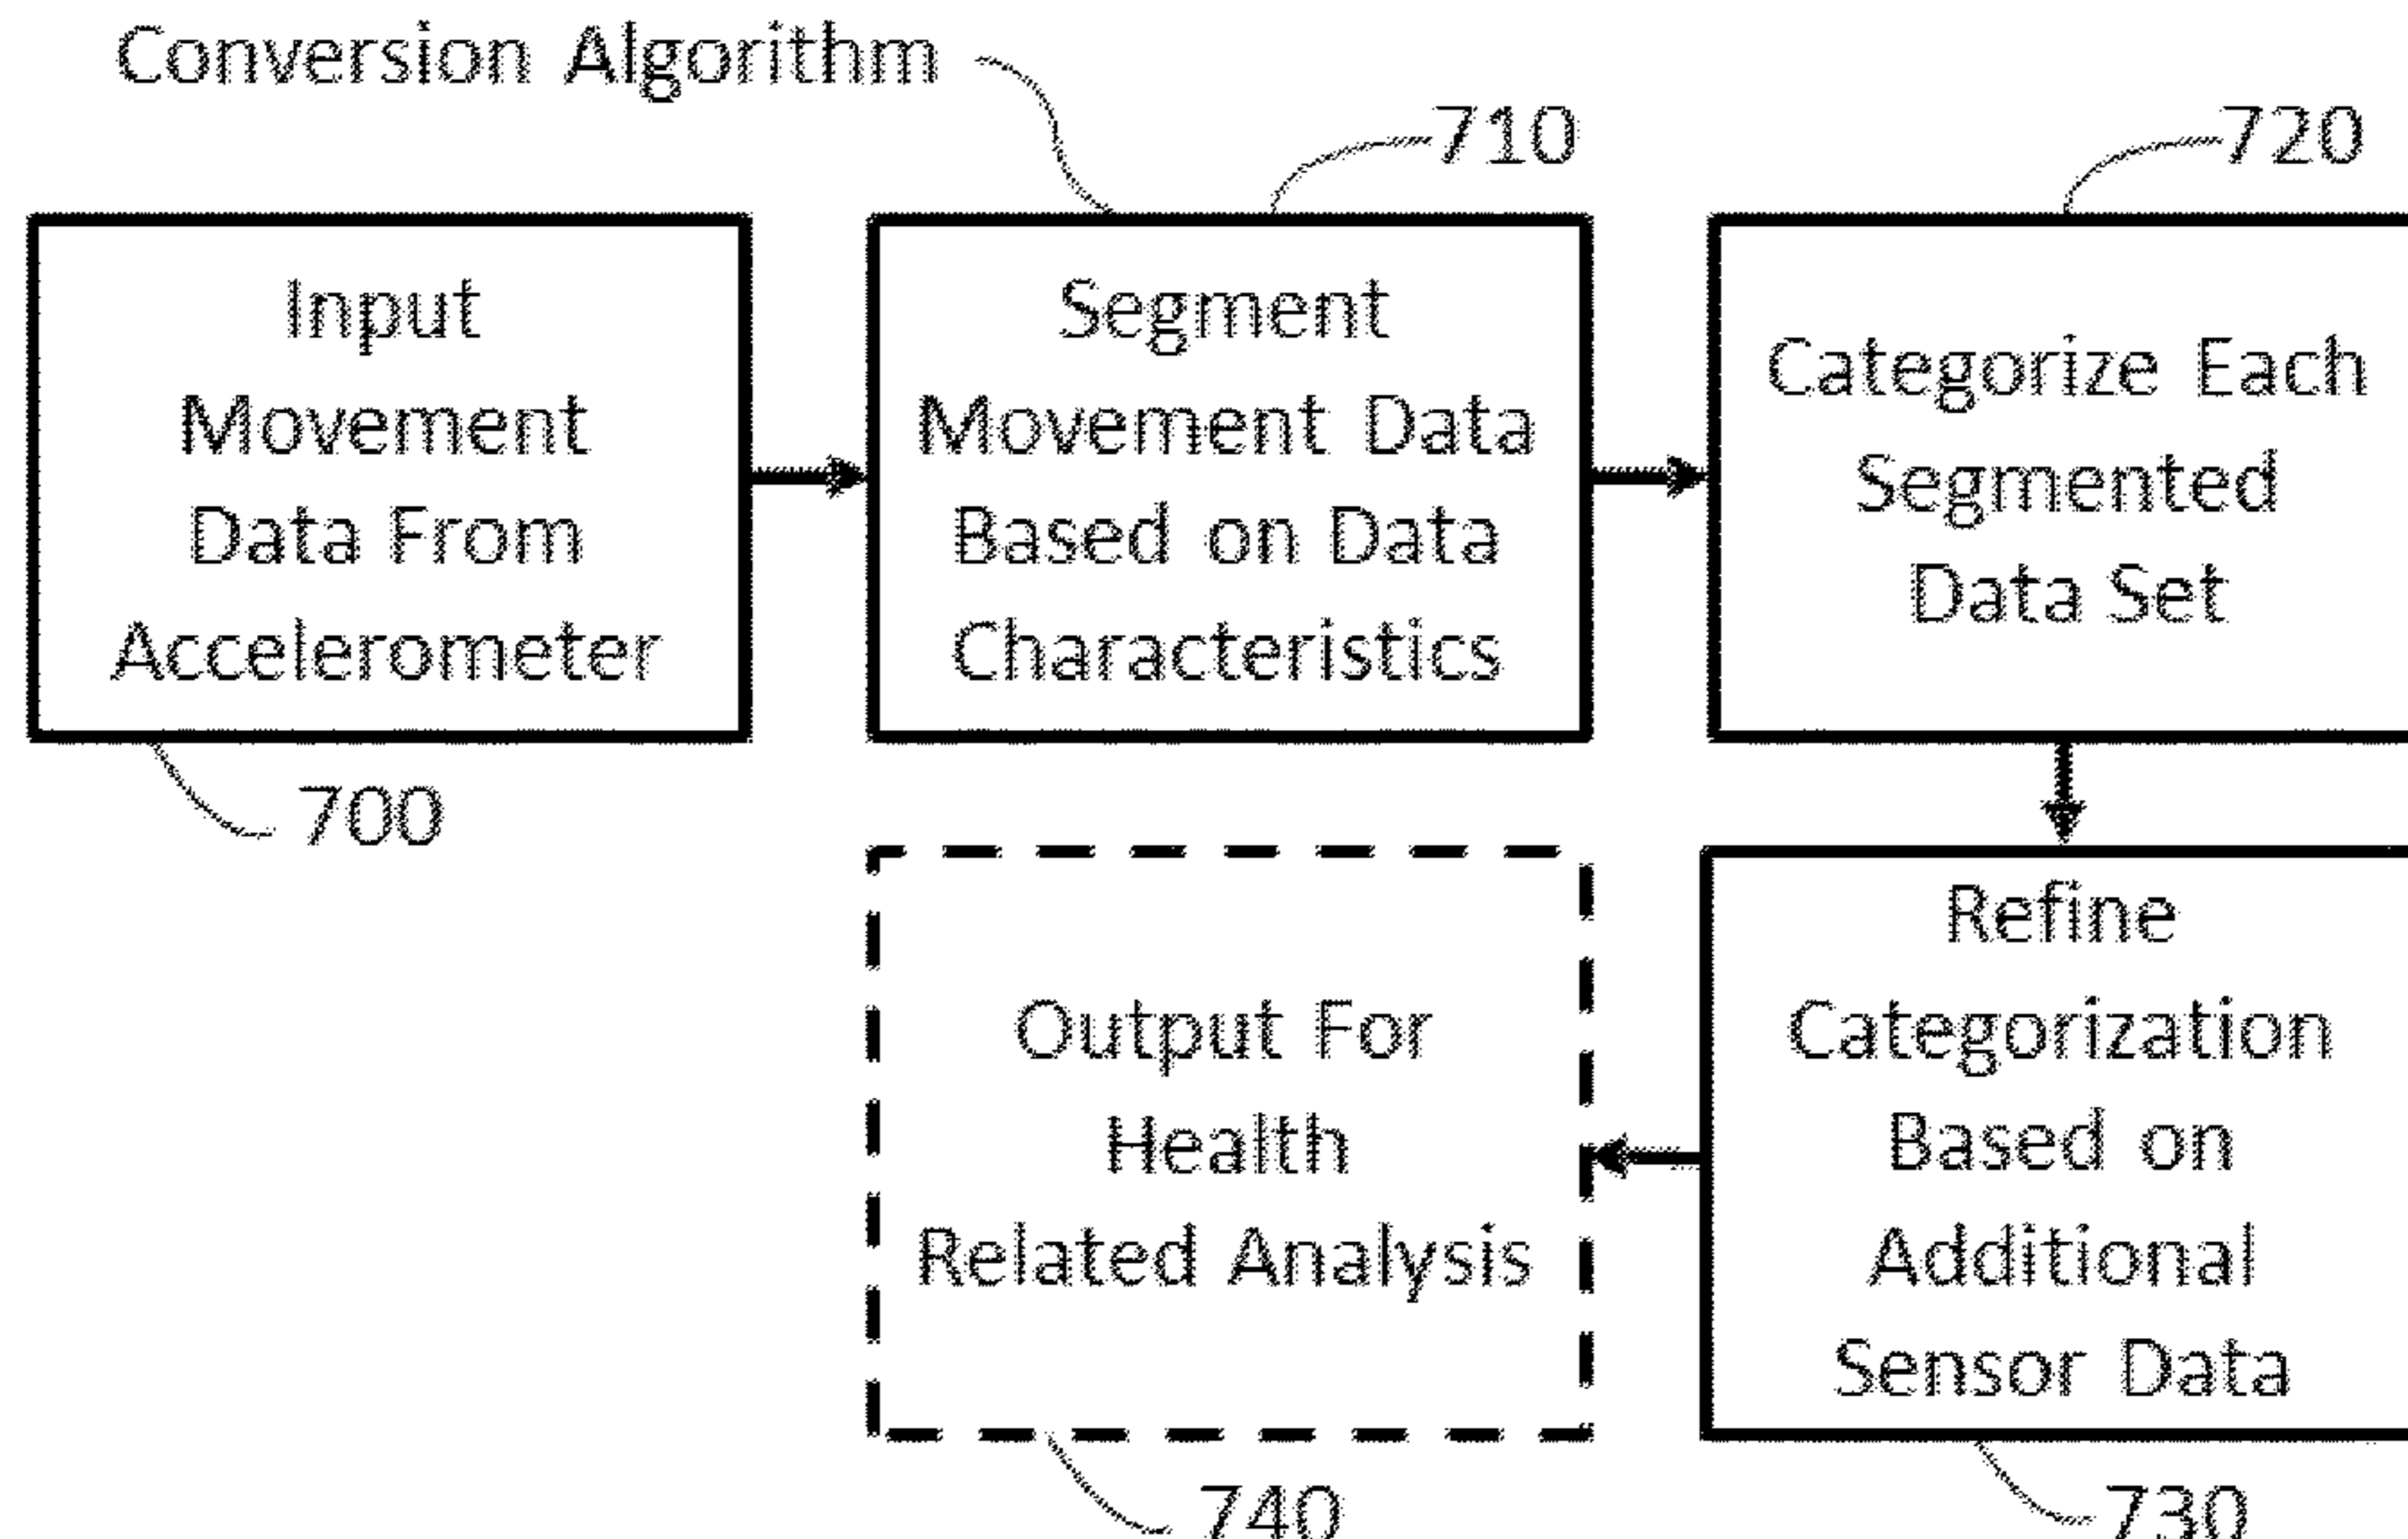 Conversion Algorithm
710
720
Input
Movement
Data From
Accelerometer
Segment
Movement Data
Based on Data
Characteristics
Categorize Each
Segmented
Data Set
700
Output For
Health
Related Analysis
Refine
Categorization
Based on
Additional
Sensor Data
740
730